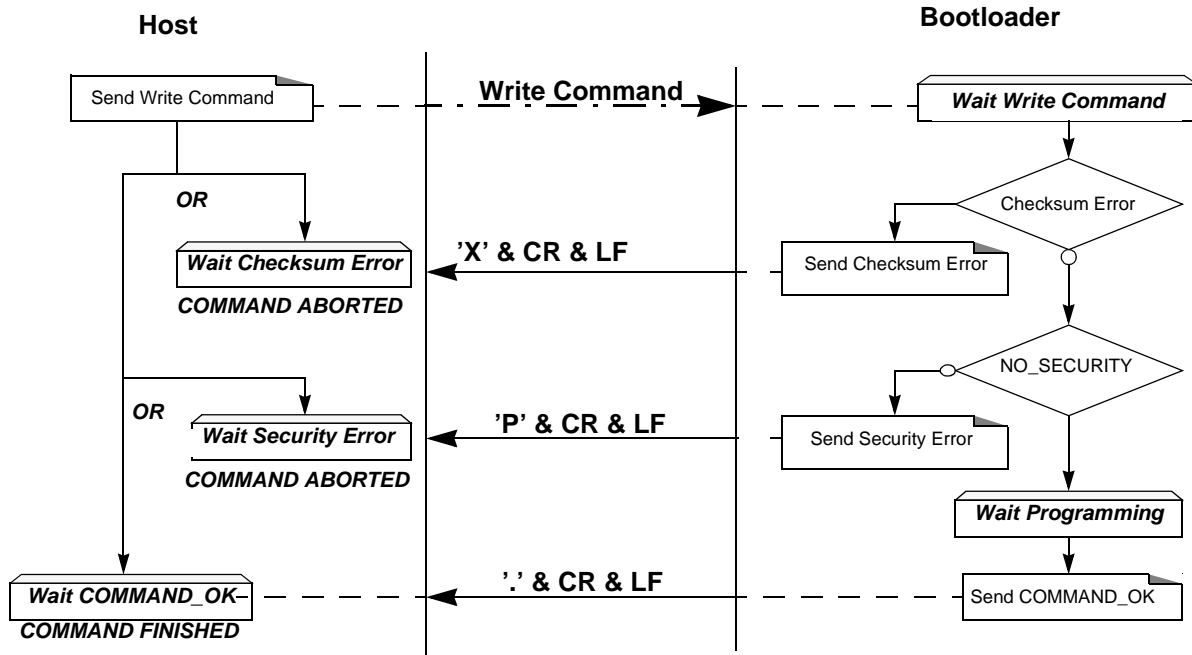 Host
Bootloader
Send Write Command
Write Command
Wait Write Command
OR
Checksum Error
Wait Checksum Error
'X' & CR & LF
Send Checksum Error
COMMAND ABORTED
NO_SECURITY
OR
Wait Security Error
'P' & CR & LF
Send Security Error
COMMAND ABORTED
Wait Programming
Wait COMMAND_OK
'.' & CR & LF
Send COMMAND_OK
COMMAND FINISHED